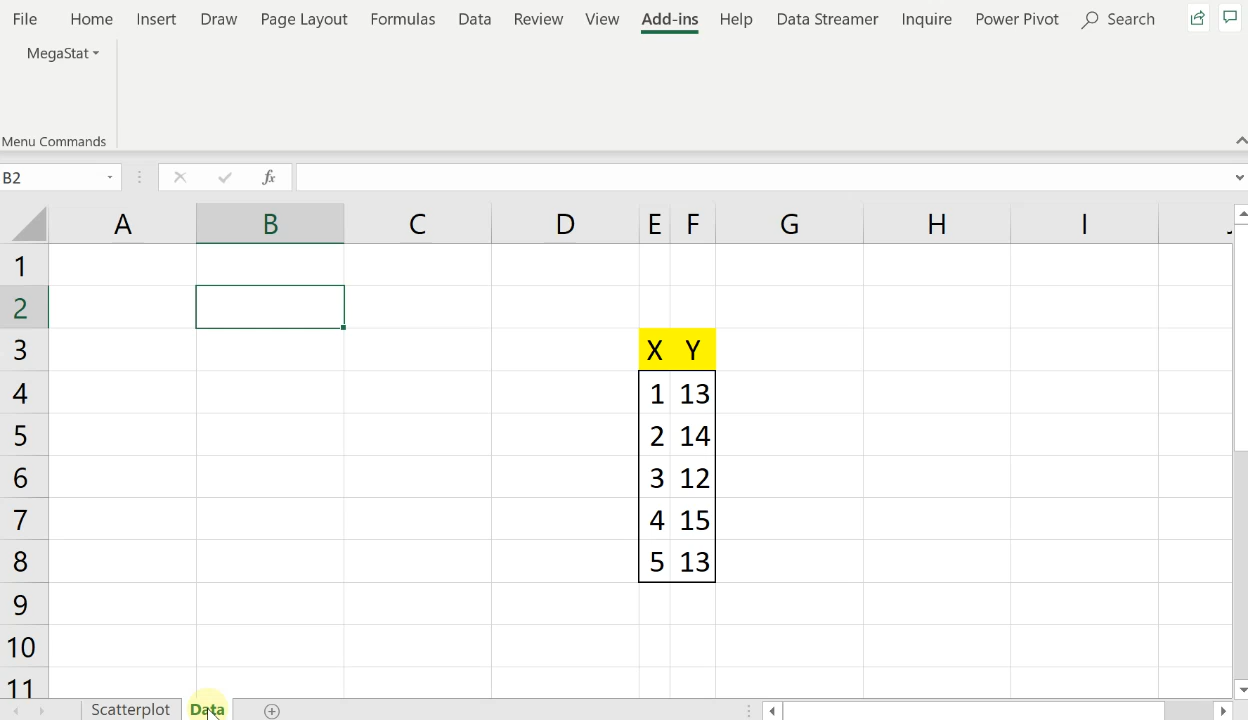 File Home Insert Draw Page Layout Formulas Data Review View Add-ins Help Data Streamer Inquire Power Pivot Search
MegaStat
Menu Commands
B2 fx
A B C D E F G H I
1
2
3 X Y
4 1 13
5 2 14
6 3 12
7 4 15
8 5 13
9
10
11
Scatterplot Data